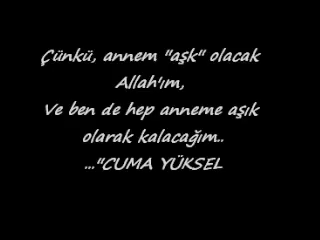 Çünkü, annem "aşk" olacak
Allah'ım,
Ve ben de hep anneme aşık
olarak kalacağım..
..."CUMA YÜKSEL